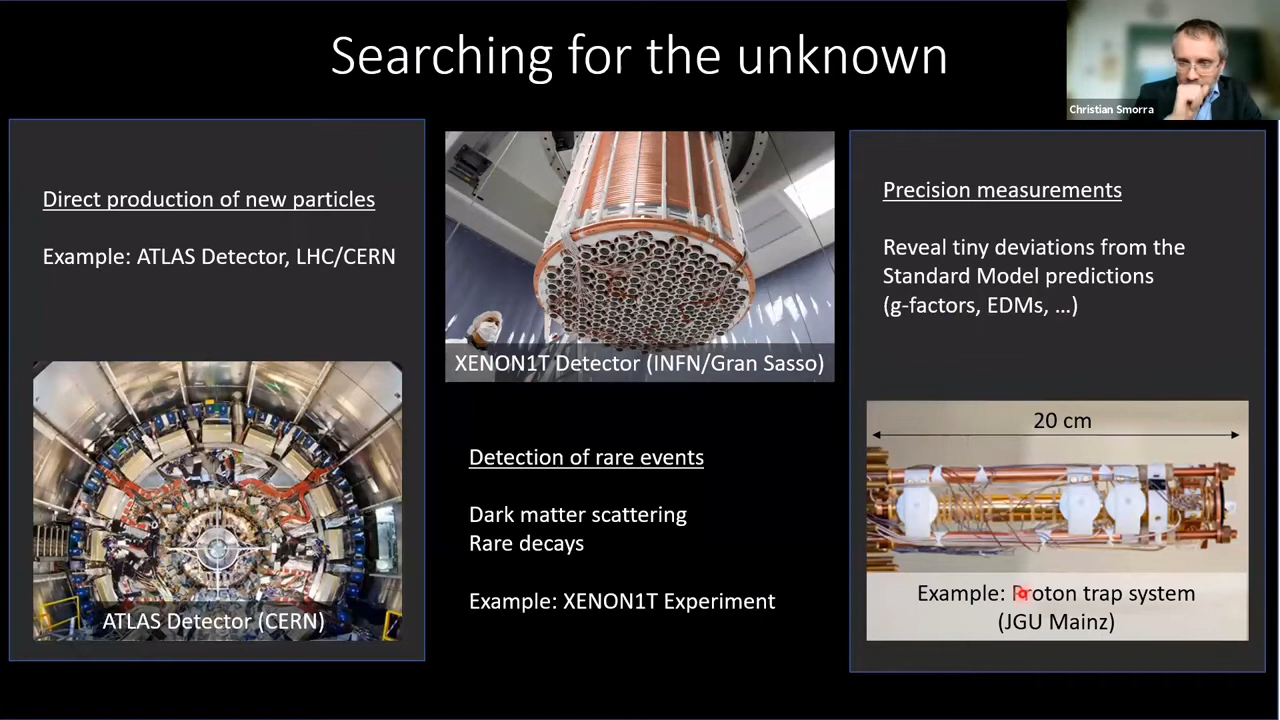 Searching for the unknown
Christian Smorra
Direct production of new particles
Example: ATLAS Detector, LHC/CERN
ATLAS Detector (CERN)
XENON1T Detector (INFN/Gran Sasso)
Detection of rare events
Dark matter scattering
Rare decays
Example: XENON1T Experiment
Precision measurements
Reveal tiny deviations from the
Standard Model predictions
(g-factors, EDMs, ...)
20 cm
Example: Proton trap system
(JGU Mainz)